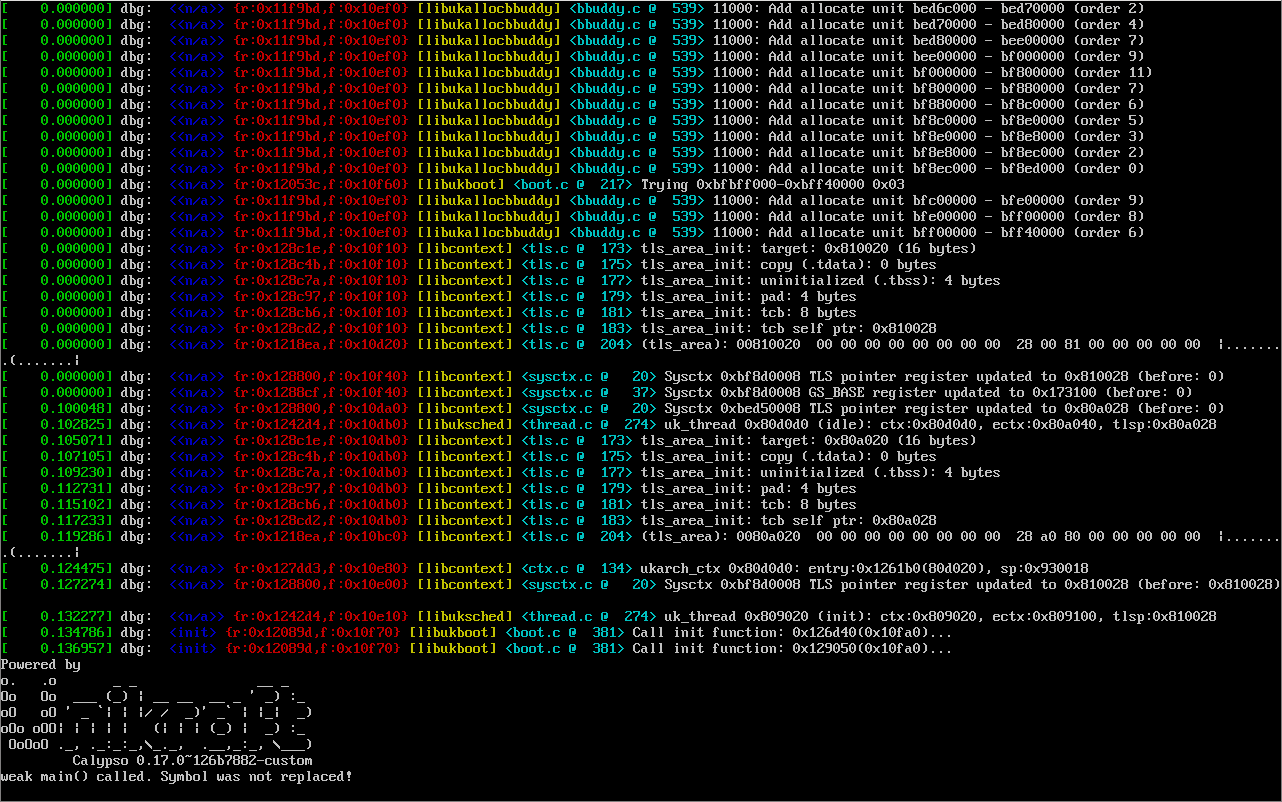 [    0.000000] dbg:  <<n/a>> {r:0x11f9bd,f:0x10ef0} [libukallocbbuddy] <bbuddy.c @  539> 11000: Add allocate unit bed6c000 - bed70000 (order 2)
[    0.000000] dbg:  <<n/a>> {r:0x11f9bd,f:0x10ef0} [libukallocbbuddy] <bbuddy.c @  539> 11000: Add allocate unit bed70000 - bed80000 (order 4)
[    0.000000] dbg:  <<n/a>> {r:0x11f9bd,f:0x10ef0} [libukallocbbuddy] <bbuddy.c @  539> 11000: Add allocate unit bed80000 - bee00000 (order 7)
[    0.000000] dbg:  <<n/a>> {r:0x11f9bd,f:0x10ef0} [libukallocbbuddy] <bbuddy.c @  539> 11000: Add allocate unit bee00000 - bf000000 (order 9)
[    0.000000] dbg:  <<n/a>> {r:0x11f9bd,f:0x10ef0} [libukallocbbuddy] <bbuddy.c @  539> 11000: Add allocate unit bf000000 - bf800000 (order 11)
[    0.000000] dbg:  <<n/a>> {r:0x11f9bd,f:0x10ef0} [libukallocbbuddy] <bbuddy.c @  539> 11000: Add allocate unit bf800000 - bf880000 (order 7)
[    0.000000] dbg:  <<n/a>> {r:0x11f9bd,f:0x10ef0} [libukallocbbuddy] <bbuddy.c @  539> 11000: Add allocate unit bf880000 - bf8c0000 (order 6)
[    0.000000] dbg:  <<n/a>> {r:0x11f9bd,f:0x10ef0} [libukallocbbuddy] <bbuddy.c @  539> 11000: Add allocate unit bf8c0000 - bf8e0000 (order 5)
[    0.000000] dbg:  <<n/a>> {r:0x11f9bd,f:0x10ef0} [libukallocbbuddy] <bbuddy.c @  539> 11000: Add allocate unit bf8e0000 - bf8e8000 (order 3)
[    0.000000] dbg:  <<n/a>> {r:0x11f9bd,f:0x10ef0} [libukallocbbuddy] <bbuddy.c @  539> 11000: Add allocate unit bf8e8000 - bf8ec000 (order 2)
[    0.000000] dbg:  <<n/a>> {r:0x11f9bd,f:0x10ef0} [libukallocbbuddy] <bbuddy.c @  539> 11000: Add allocate unit bf8ec000 - bf8ed000 (order 0)
[    0.000000] dbg:  <<n/a>> {r:0x12053c,f:0x10f60} [libukboot] <boot.c @  217> Trying 0xbfbff000-0xbff40000 0x03
[    0.000000] dbg:  <<n/a>> {r:0x11f9bd,f:0x10ef0} [libukallocbbuddy] <bbuddy.c @  539> 11000: Add allocate unit bfc00000 - bfe00000 (order 9)
[    0.000000] dbg:  <<n/a>> {r:0x11f9bd,f:0x10ef0} [libukallocbbuddy] <bbuddy.c @  539> 11000: Add allocate unit bfe00000 - bff00000 (order 8)
[    0.000000] dbg:  <<n/a>> {r:0x11f9bd,f:0x10ef0} [libukallocbbuddy] <bbuddy.c @  539> 11000: Add allocate unit bff00000 - bff40000 (order 6)
[    0.000000] dbg:  <<n/a>> {r:0x128c1e,f:0x10f10} [libcontext] <tls.c @  173> tls_area_init: target: 0x810020 (16 bytes)
[    0.000000] dbg:  <<n/a>> {r:0x128c4b,f:0x10f10} [libcontext] <tls.c @  175> tls_area_init: copy (.tdata): 0 bytes
[    0.000000] dbg:  <<n/a>> {r:0x128c7a,f:0x10f10} [libcontext] <tls.c @  177> tls_area_init: uninitialized (.tbss): 4 bytes
[    0.000000] dbg:  <<n/a>> {r:0x128c97,f:0x10f10} [libcontext] <tls.c @  179> tls_area_init: pad: 4 bytes
[    0.000000] dbg:  <<n/a>> {r:0x128cb6,f:0x10f10} [libcontext] <tls.c @  181> tls_area_init: tcb: 8 bytes
[    0.000000] dbg:  <<n/a>> {r:0x128cd2,f:0x10f10} [libcontext] <tls.c @  183> tls_area_init: tcb self ptr: 0x810028
[    0.000000] dbg:  <<n/a>> {r:0x1218ea,f:0x10d20} [libcontext] <tls.c @  204> (tls_area): 00810020  00 00 00 00 00 00 00 00  28 00 81 00 00 00 00 00  |.......
.(.......|
[    0.000000] dbg:  <<n/a>> {r:0x128800,f:0x10f40} [libcontext] <sysctx.c @   20> Sysctx 0xbf8d0008 TLS pointer register updated to 0x810028 (before: 0)
[    0.000000] dbg:  <<n/a>> {r:0x1288cf,f:0x10f40} [libcontext] <sysctx.c @   37> Sysctx 0xbf8d0008 GS_BASE register updated to 0x173100 (before: 0)
[    0.100048] dbg:  <<n/a>> {r:0x128800,f:0x10da0} [libcontext] <sysctx.c @   20> Sysctx 0xbed50008 TLS pointer register updated to 0x80a028 (before: 0)
[    0.102825] dbg:  <<n/a>> {r:0x1242d4,f:0x10db0} [libuksched] <thread.c @  274> uk_thread 0x80d0d0 (idle): ctx:0x80d0d0, ectx:0x80a040, tlsp:0x80a028
[    0.105071] dbg:  <<n/a>> {r:0x128c1e,f:0x10db0} [libcontext] <tls.c @  173> tls_area_init: target: 0x80a020 (16 bytes)
[    0.107105] dbg:  <<n/a>> {r:0x128c4b,f:0x10db0} [libcontext] <tls.c @  175> tls_area_init: copy (.tdata): 0 bytes
[    0.109230] dbg:  <<n/a>> {r:0x128c7a,f:0x10db0} [libcontext] <tls.c @  177> tls_area_init: uninitialized (.tbss): 4 bytes
[    0.112731] dbg:  <<n/a>> {r:0x128c97,f:0x10db0} [libcontext] <tls.c @  179> tls_area_init: pad: 4 bytes
[    0.115102] dbg:  <<n/a>> {r:0x128cb6,f:0x10db0} [libcontext] <tls.c @  181> tls_area_init: tcb: 8 bytes
[    0.117233] dbg:  <<n/a>> {r:0x128cd2,f:0x10db0} [libcontext] <tls.c @  183> tls_area_init: tcb self ptr: 0x80a028
[    0.119286] dbg:  <<n/a>> {r:0x1218ea,f:0x10bc0} [libcontext] <tls.c @  204> (tls_area): 0080a020  00 00 00 00 00 00 00 00  28 a0 80 00 00 00 00 00  |.......
.(.......|
[    0.124475] dbg:  <<n/a>> {r:0x127dd3,f:0x10e80} [libcontext] <ctx.c @  134> ukarch_ctx 0x80d0d0: entry:0x1261b0(80d020), sp:0x930018
[    0.127274] dbg:  <<n/a>> {r:0x128800,f:0x10e00} [libcontext] <sysctx.c @   20> Sysctx 0xbf8d0008 TLS pointer register updated to 0x810028 (before: 0x810028)
[    0.132277] dbg:  <<n/a>> {r:0x1242d4,f:0x10e10} [libuksched] <thread.c @  274> uk_thread 0x809020 (init): ctx:0x809020, ectx:0x809100, tlsp:0x810028
[    0.134786] dbg:  <init> {r:0x12089d,f:0x10f70} [libukboot] <boot.c @  381> Call init function: 0x126d40(0x10fa0)...
[    0.136957] dbg:  <init> {r:0x12089d,f:0x10f70} [libukboot] <boot.c @  381> Call init function: 0x129050(0x10fa0)...
Powered by
o.   .o       _ _               __ _
Oo   Oo  ___ (_) | __ __  __ _ ' _) :_
oO   oO ' _ `| | |/ /  _)' _` | |_|  _)
oOo oOO| | | | |   (| | | (_) |  _) :_
 OoOoO ._, ._:_:_,\_._,  .__,_:_, \___)
         Calypso 0.17.0~126b7882-custom
weak main() called. Symbol was not replaced!